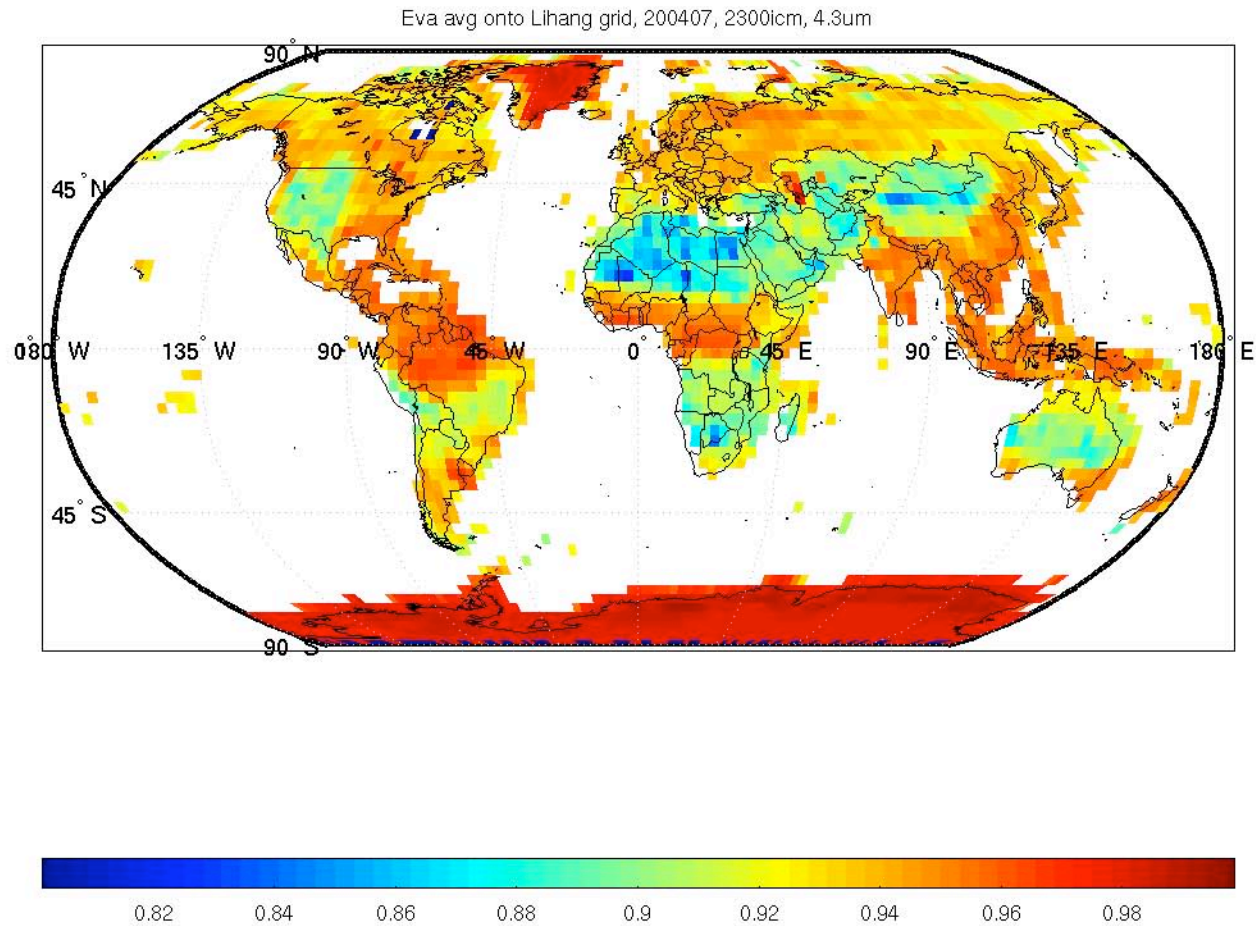 Eva avg onto Lihang grid, 200407, 2300icm, 4.3um
90° N
45° N
180° W 135° W 90° W 45° W 0 45° E 90° E 135° E 180° E
45° S
90° S
0.82 0.84 0.86 0.88 0.9 0.92 0.94 0.96 0.98